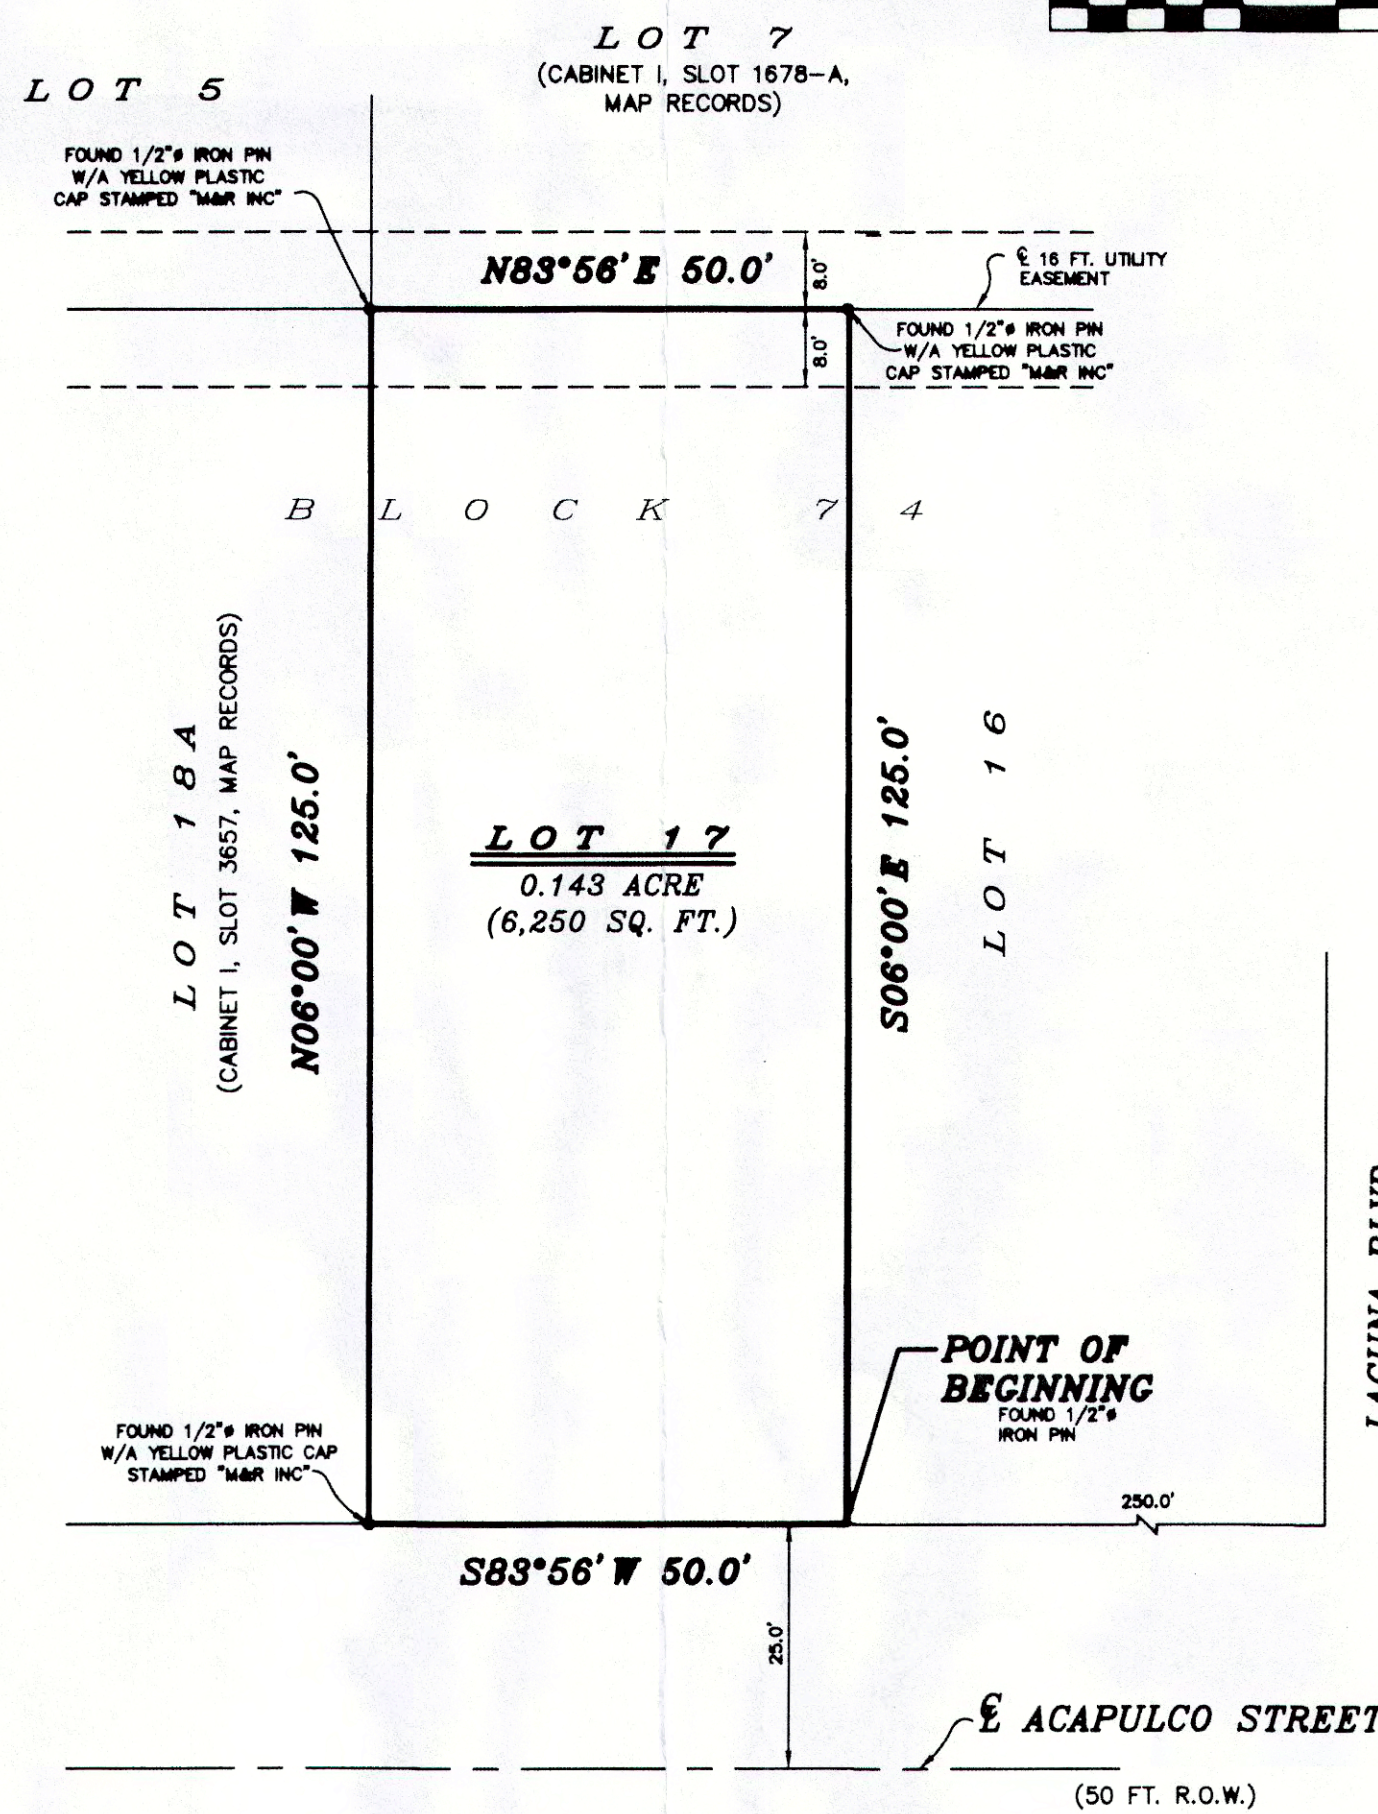 LOT 7
(CABINET I, SLOT 1678-A,
MAP RECORDS)
LOT 5
FOUND 1/2"ø IRON PIN
W/A YELLOW PLASTIC
CAP STAMPED "M&R INC"
N83°56'E 50.0'
8.0'
8.0'
℄ 16 FT. UTILITY
EASEMENT
FOUND 1/2"ø IRON PIN
W/A YELLOW PLASTIC
CAP STAMPED "M&R INC"
BLOCK 74
LOT 18A
(CABINET I, SLOT 3657, MAP RECORDS)
N06°00'W 125.0'
LOT 17
0.143 ACRE
(6,250 SQ. FT.)
S06°00'E 125.0'
LOT 16
LAGUNA BLVD
POINT OF
BEGINNING
FOUND 1/2"ø
IRON PIN
FOUND 1/2"ø IRON PIN
W/A YELLOW PLASTIC CAP
STAMPED "M&R INC"
250.0'
S83°56'W 50.0'
25.0'
℄ ACAPULCO STREET
(50 FT. R.O.W.)